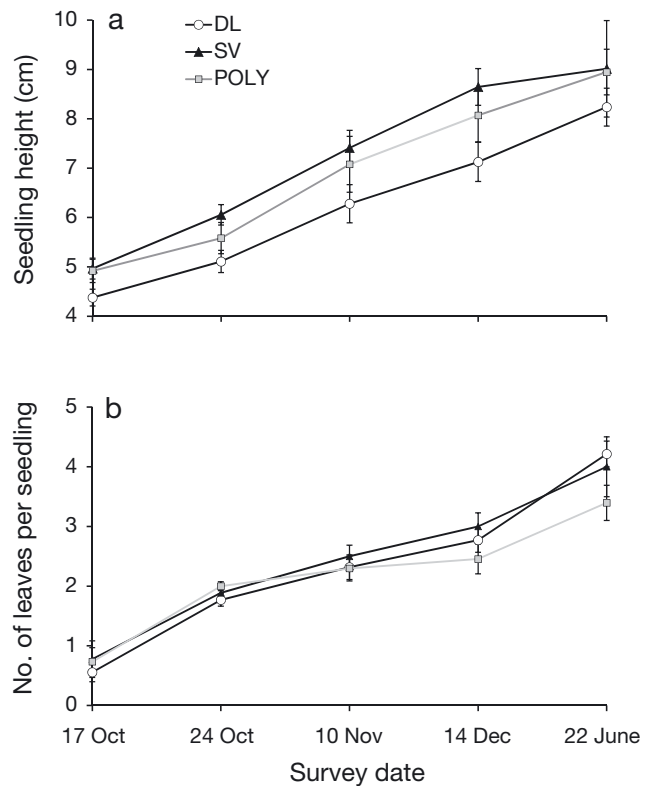 a
DL
SV
POLY
Seedling height (cm)
10
9
8
7
6
5
4
b
No. of leaves per seedling
5
4
3
2
1
0
17 Oct 24 Oct 10 Nov 14 Dec 22 June
Survey date